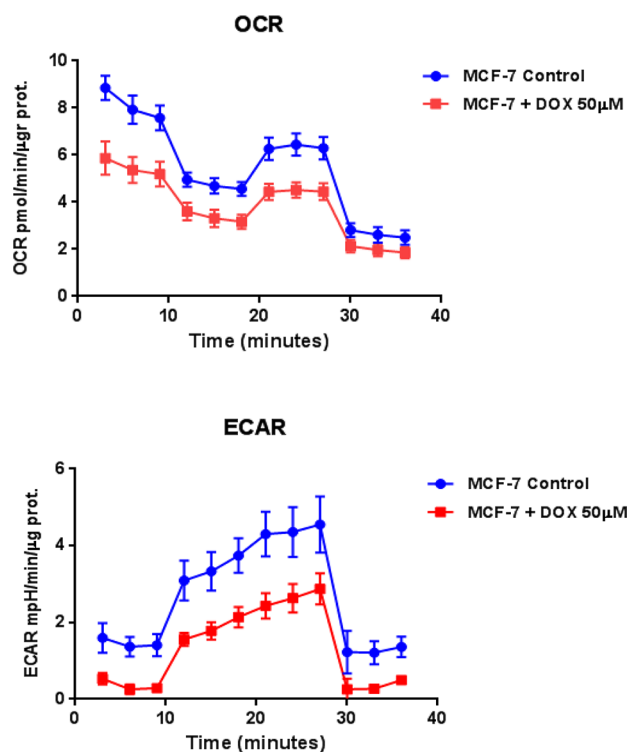 OCR
OCR pmol/min/µgr prot.
10
8
6
4
2
0
0 10 20 30 40
Time (minutes)
MCF-7 Control
MCF-7 + DOX 50µM
ECAR
ECAR mpH/min/µg prot.
6
4
2
0
0 10 20 30 40
Time (minutes)
MCF-7 Control
MCF-7 + DOX 50µM